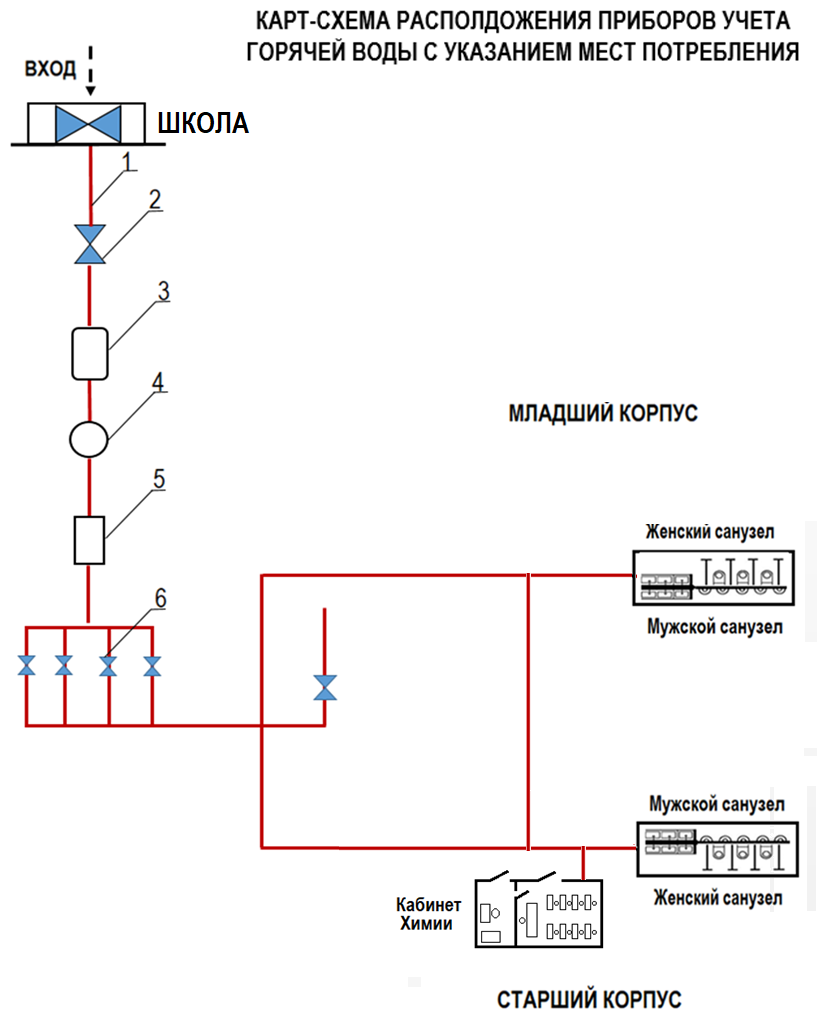 КАРТ-СХЕМА РАСПОЛДОЖЕНИЯ ПРИБОРОВ УЧЕТА
ГОРЯЧЕЙ ВОДЫ С УКАЗАНИЕМ МЕСТ ПОТРЕБЛЕНИЯ
ВХОД
ШКОЛА
1
2
3
4
МЛАДШИЙ КОРПУС
5
Женский санузел
6
Мужской санузел
Мужской санузел
Женский санузел
Кабинет
Химии
СТАРШИЙ КОРПУС